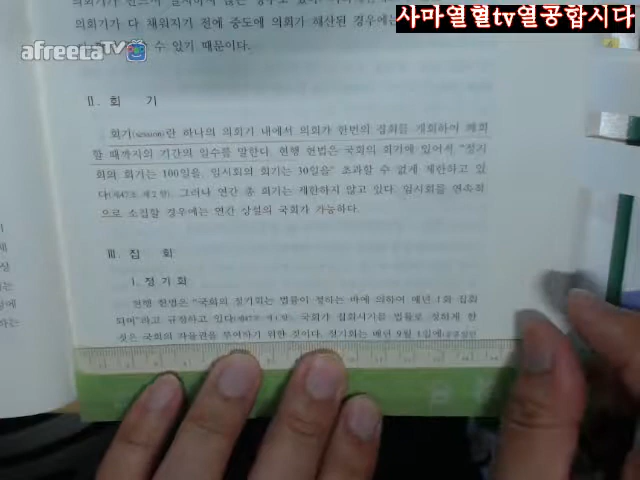 사마열혈tv열공합시다
afreecaTV
의회기가 다 채워지기 전에 중도에 의회가 해산된 경우에는
수 있기 때문이다.
Ⅱ. 회 기
회기(session)란 하나의 의회기 내에서 의회가 한번의 집회를 개회하여 폐회
할 때까지의 기간의 일수를 말한다. 현행 헌법은 국회의 회기에 있어서 "정기
회의 회기는 100일을, 임시회의 회기는 30일을" 초과할 수 없게 제한하고 있
다(제47조 제2항). 그러나 연간 총 회기는 제한하지 않고 있다. 임시회를 연속적
으로 소집할 경우에는 연간 상설의 국회가 가능하다.
Ⅲ. 집 회
1. 정 기 회
현행 헌법은 "국회의 정기회는 법률이 정하는 바에 의하여 매년 1회 집회
되며"라고 규정하고 있다(제47조 제1항). 국회가 집회시기를 법률로 정하게 한
것은 국회의 자율권을 부여하기 위한 것이다. 정기회는 매년 9월 1일에